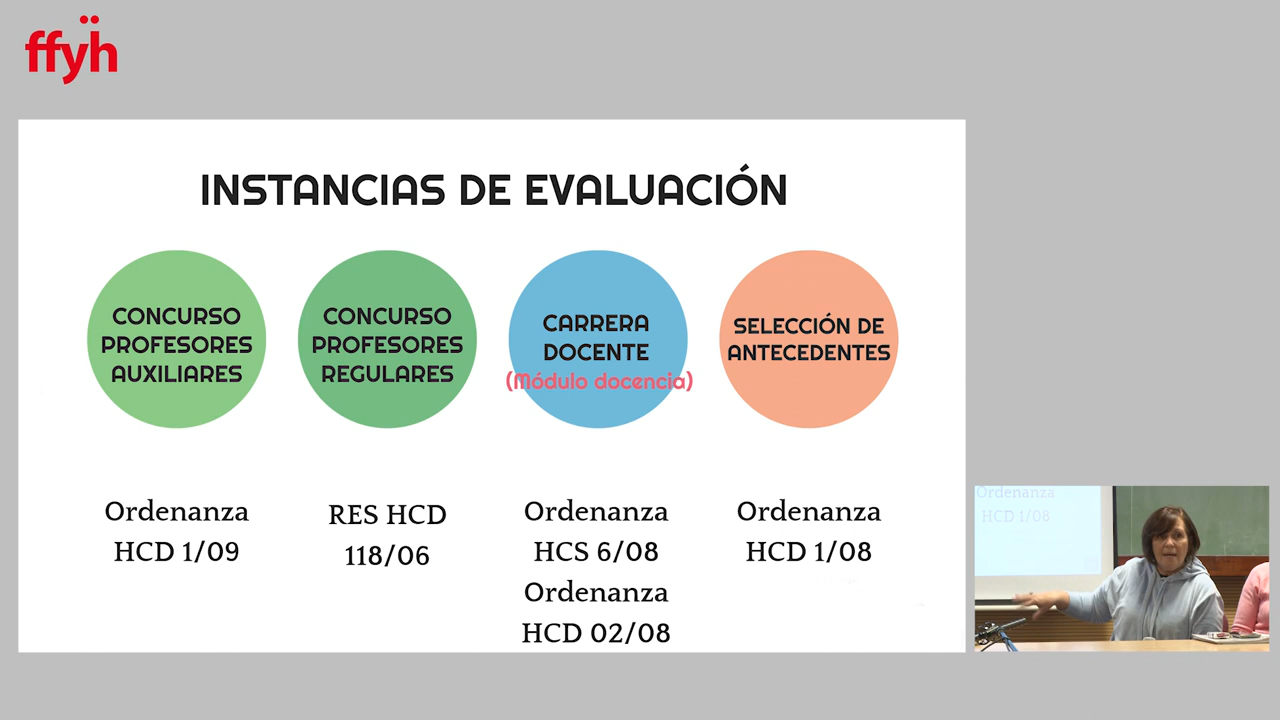 ffÿh
INSTANCIAS DE EVALUACIÓN
CONCURSO
PROFESORES
AUXILIARES
CONCURSO
PROFESORES
REGULARES
CARRERA
DOCENTE
(Módulo docencia)
SELECCIÓN DE
ANTECEDENTES
Ordenanza
HCD 1/09
RES HCD
118/06
Ordenanza
HCS 6/08
Ordenanza
HCD 02/08
Ordenanza
HCD 1/08
Ordenanza
HCD 1/08